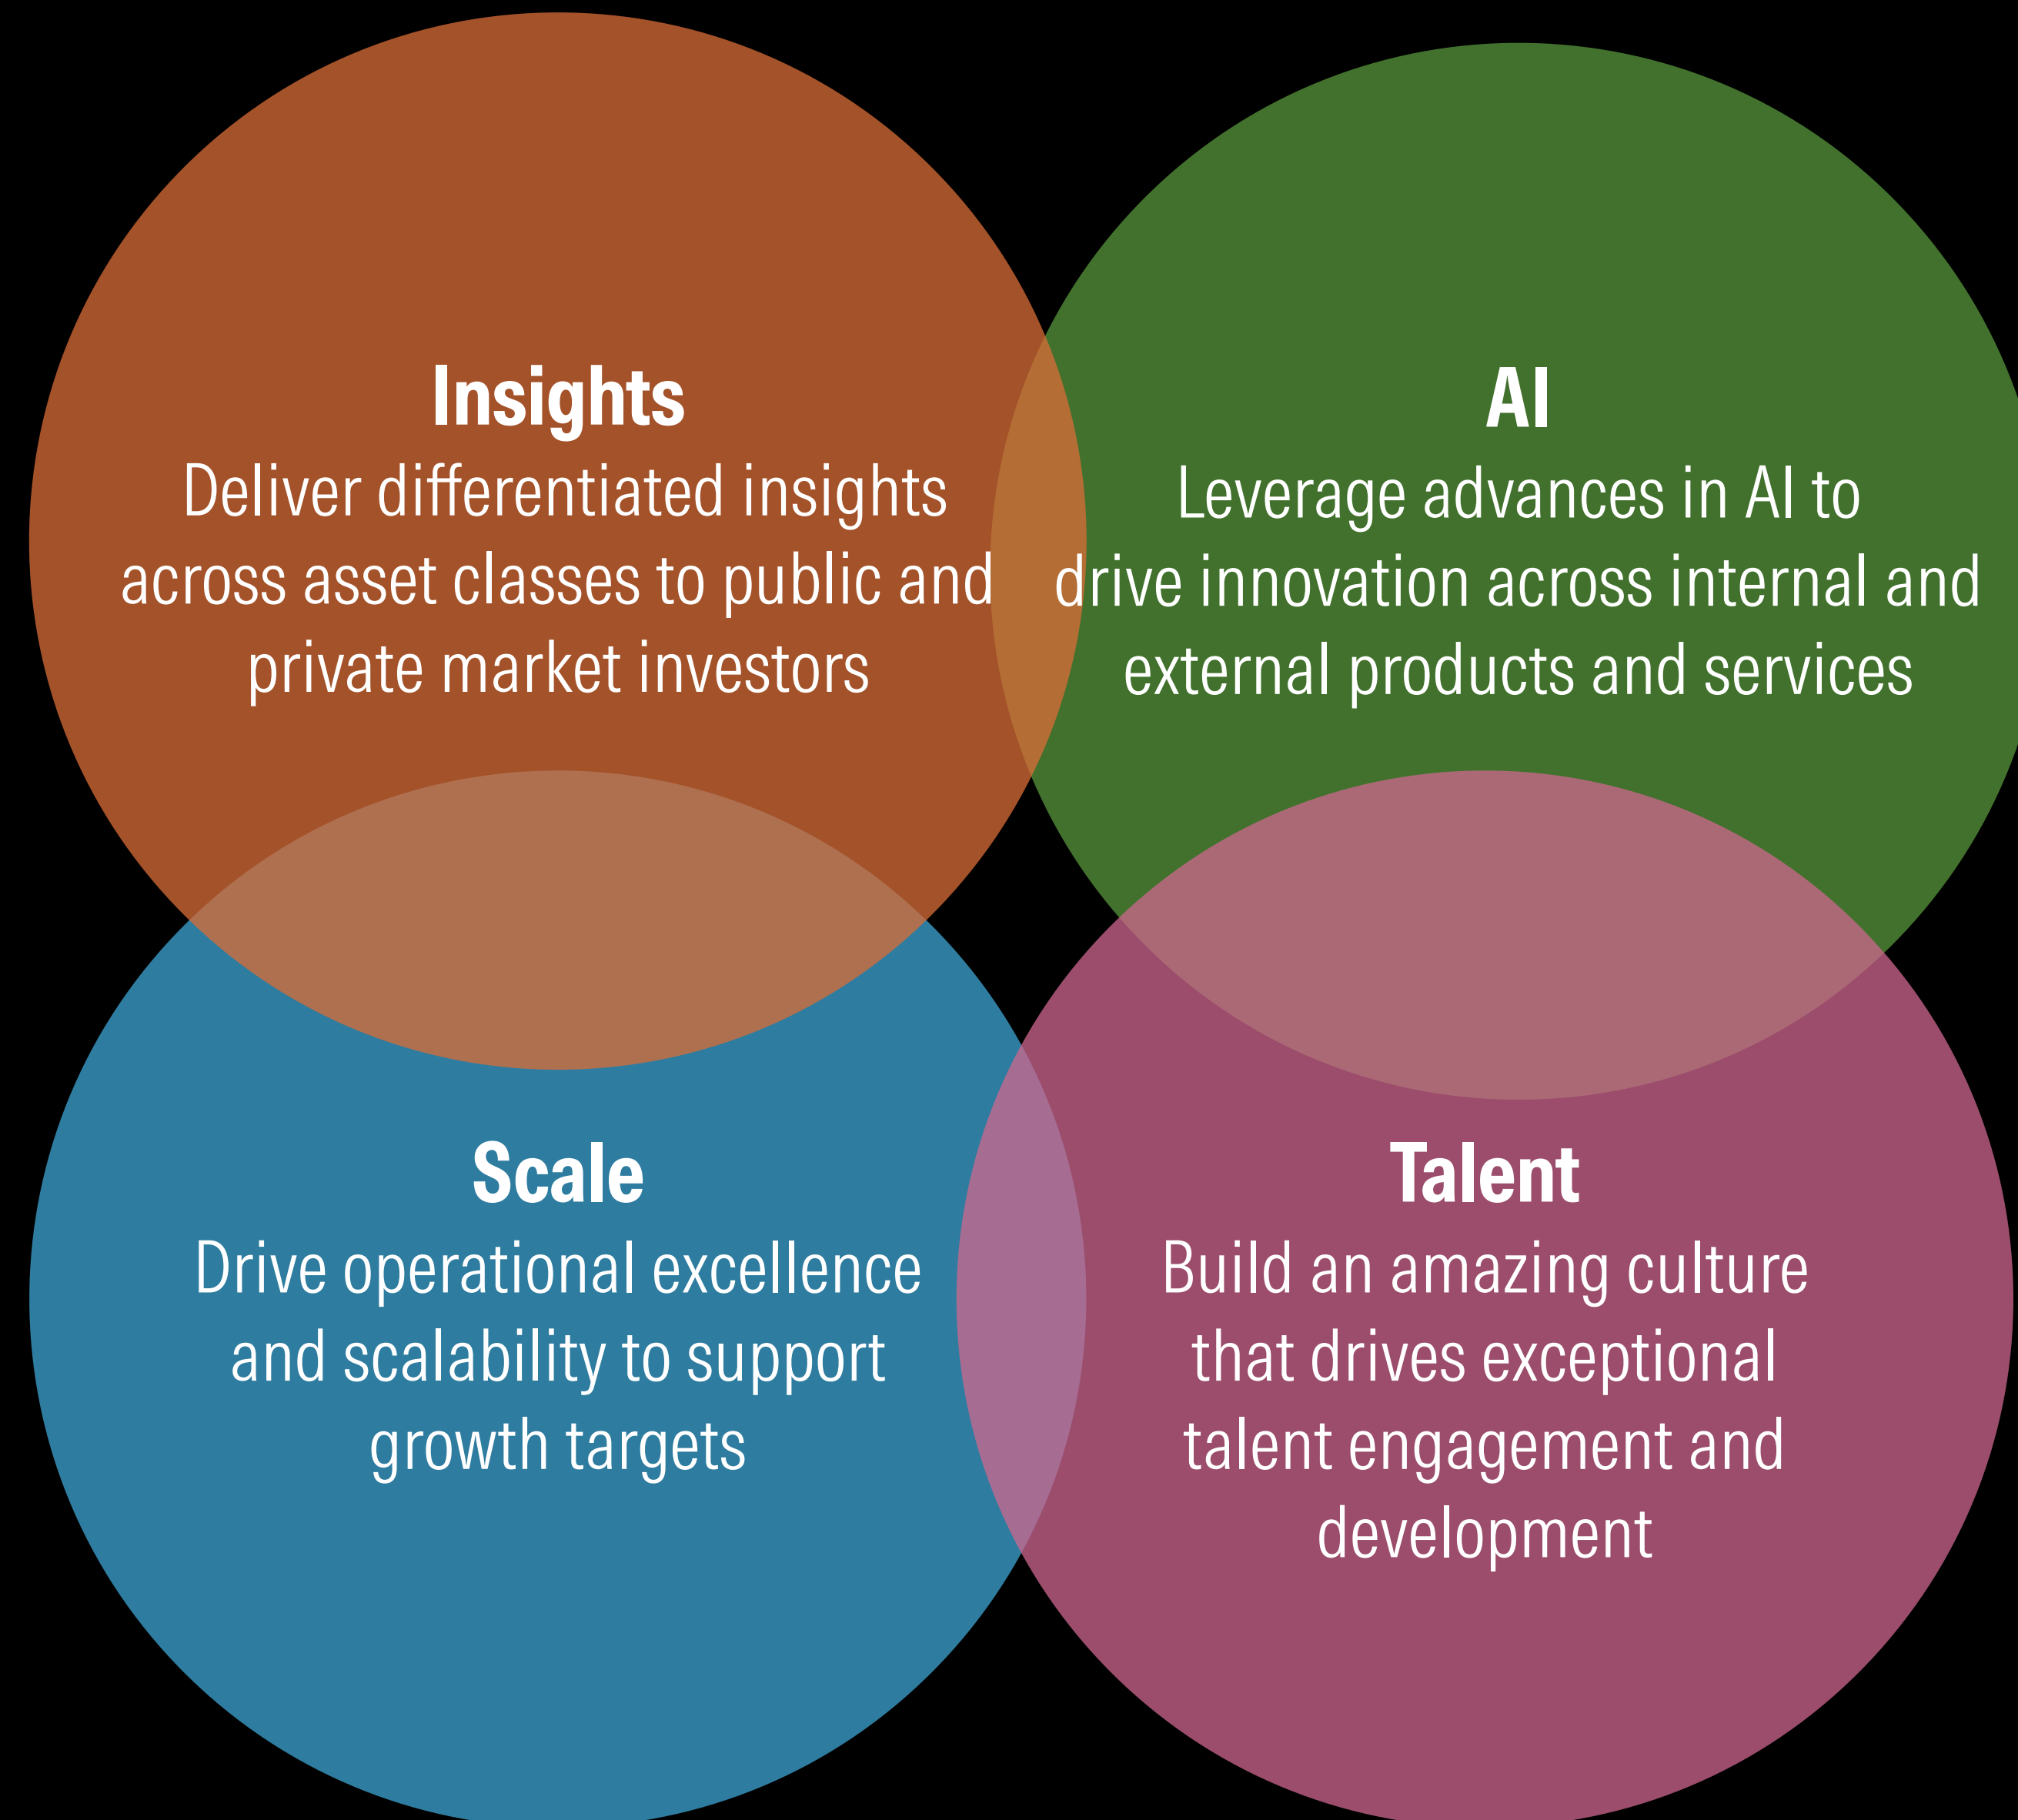 Insights
Deliver differentiated insights
across asset classes to public and
private market investors
AI
Leverage advances in AI to
drive innovation across internal and
external products and services
Scale
Drive operational excellence
and scalability to support
growth targets
Talent
Build an amazing culture
that drives exceptional
talent engagement and
development